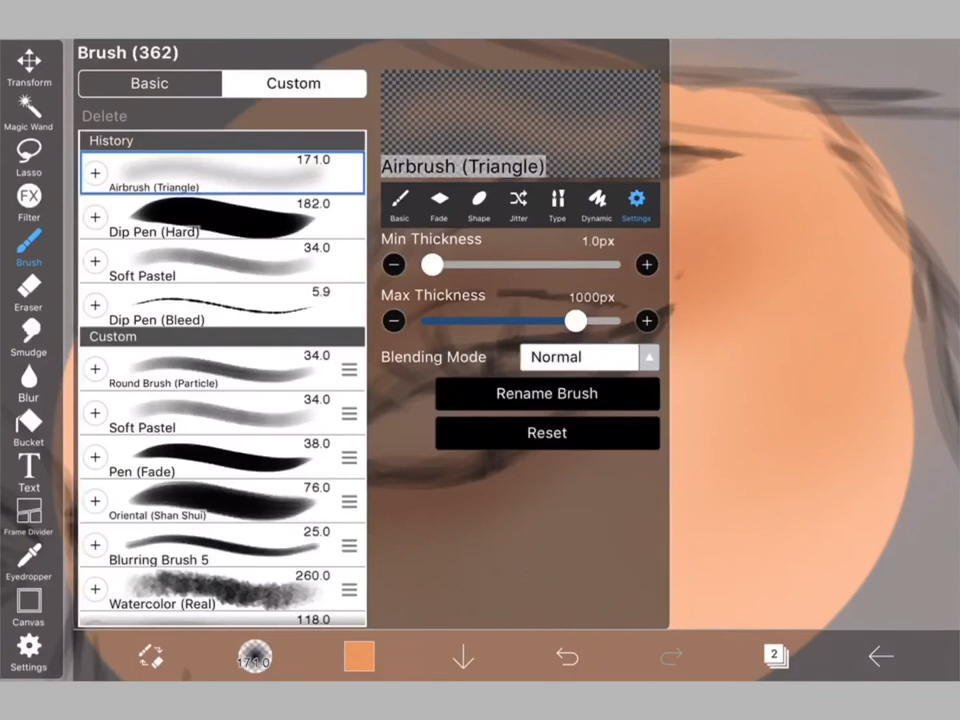 Brush (362)
Basic
Custom
Delete
History
171.0
Airbrush (Triangle)
182.0
Dip Pen (Hard)
34.0
Soft Pastel
5.9
Dip Pen (Bleed)
Custom
34.0
Round Brush (Particle)
34.0
Soft Pastel
38.0
Pen (Fade)
76.0
Oriental (Shan Shui)
25.0
Blurring Brush 5
260.0
Watercolor (Real)
118.0
Airbrush (Triangle)
Basic
Fade
Shape
Jitter
Type
Dynamic
Settings
Min Thickness
1.0px
Max Thickness
1000px
Blending Mode
Normal
Rename Brush
Reset
Transform
Magic Wand
Lasso
FX
Filter
Brush
Eraser
Smudge
Blur
Bucket
T
Text
Frame Divider
Eyedropper
Canvas
Settings
171.0
2